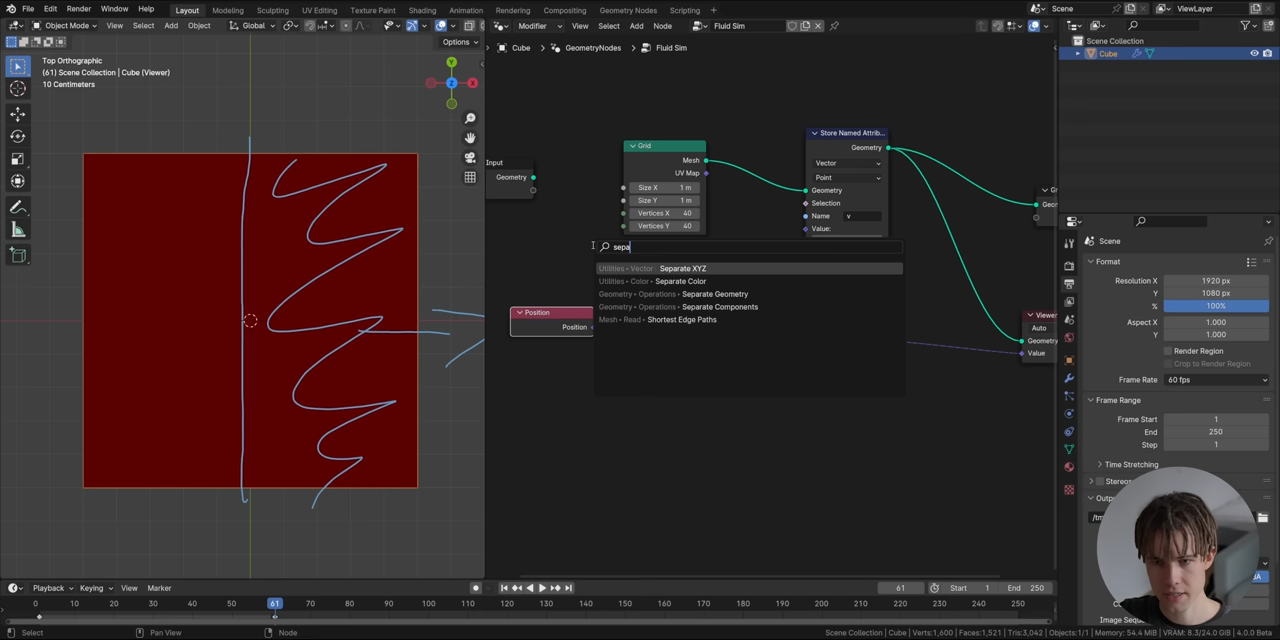 File Edit Render Window Help
Layout Modeling Sculpting UV Editing Texture Paint Shading Animation Rendering Compositing Geometry Nodes Scripting +
Scene ViewLayer
Object Mode View Select Add Object Global
Modifier View Select Add Node Fluid Sim
Options
Cube > GeometryNodes > Fluid Sim
Scene Collection
Cube
Top Orthographic
(61) Scene Collection | Cube (Viewer)
10 Centimeters
Y
Z
X
Input
Geometry
Grid
Mesh
UV Map
Size X 1 m
Size Y 1 m
Vertices X 40
Vertices Y 40
Store Named Attrib...
Geometry
Vector
Point
Geometry
Selection
Name v
Value:
sepa
Utilities ▸ Vector Separate XYZ
Utilities ▸ Color ▸ Separate Color
Geometry ▸ Operations ▸ Separate Geometry
Geometry ▸ Operations ▸ Separate Components
Mesh ▸ Read ▸ Shortest Edge Paths
Position
Position
Viewer
Auto
Geometry
Value
Scene
Format
Resolution X 1920 px
Y 1080 px
% 100%
Aspect X 1.000
Y 1.000
Render Region
Crop to Render Region
Frame Rate 60 fps
Frame Range
Frame Start 1
End 250
Step 1
Time Stretching
/tm
Image Seque
Playback Keying View Marker
61 Start 1 End 250
0 10 20 30 40 50 61 70 80 90 100 110 120 130 140 150 160 170 180 190 200 210 220 230 240 250
Select Pan View Node
Scene Collection | Cube | Verts:1,600 | Faces:1,521 | Tris:3,042 | Objects:1/1 | Memory: 54.4 MiB | VRAM: 8.3/24.0 GiB | 4.0.0 Beta